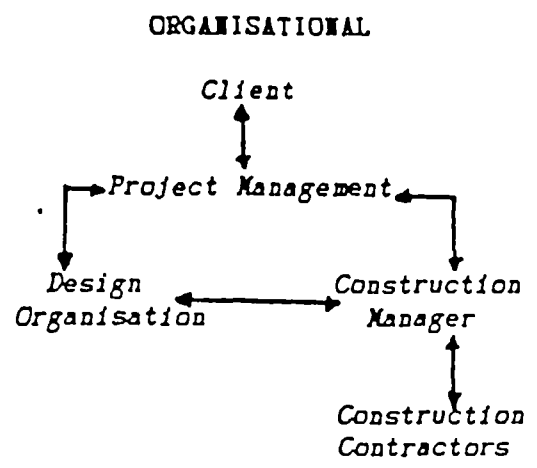 ORGANISATIONAL
Client
Project Management
Design
Organisation
Construction
Manager
Construction
Contractors